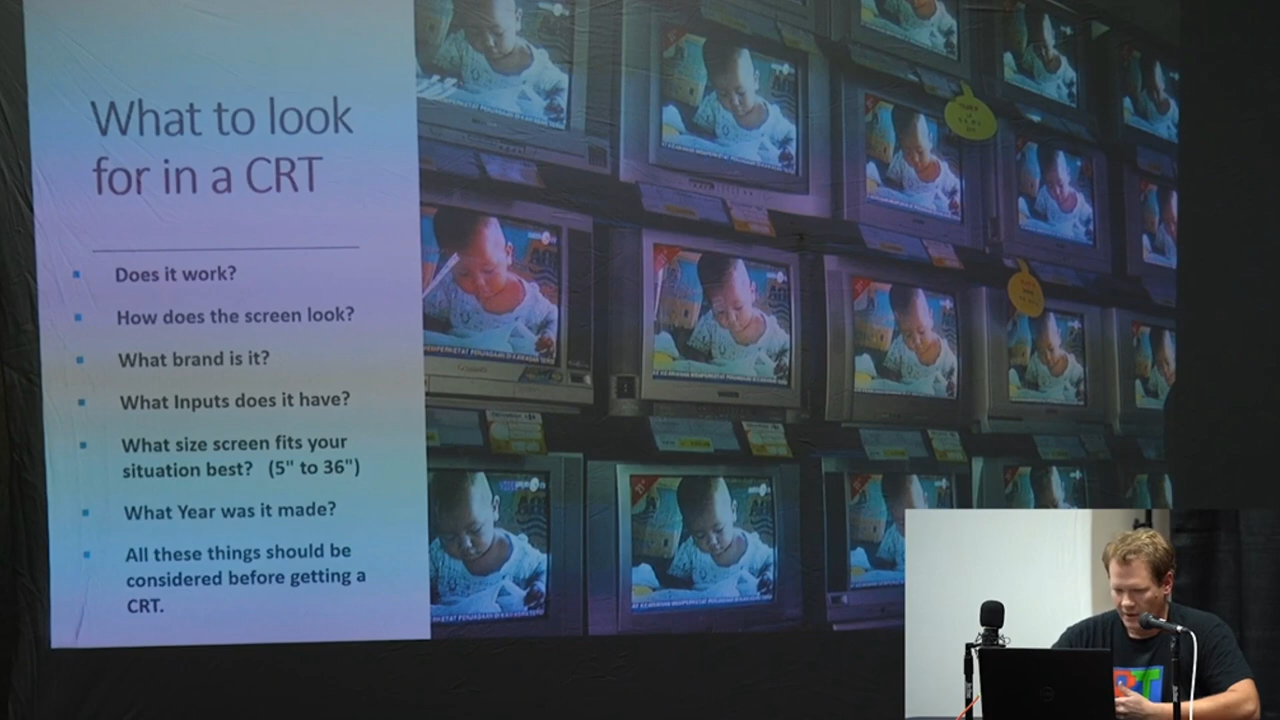 What to look
for in a CRT
Does it work?
How does the screen look?
What brand is it?
What Inputs does it have?
What size screen fits your
situation best? (5" to 36")
What Year was it made?
All these things should be
considered before getting a
CRT.